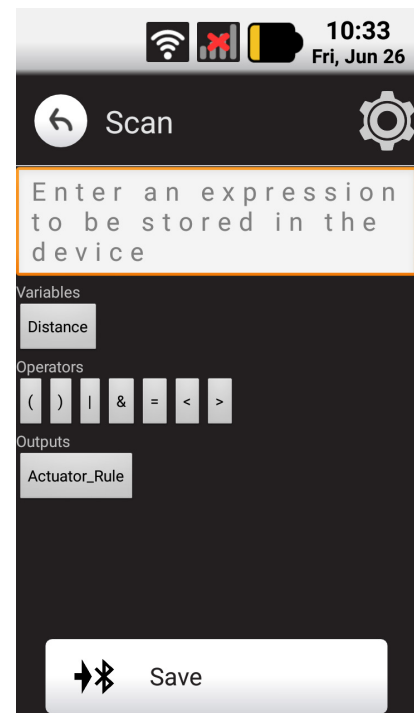 10:33
Fri, Jun 26
Scan
Enter an expression
to be stored in the
device
Variables
Distance
Operators
( ) | & = < >
Outputs
Actuator_Rule
Save